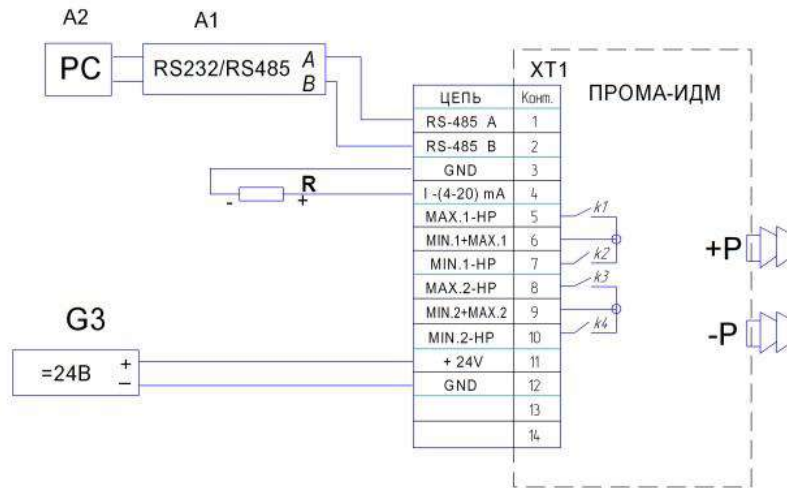 A2
A1
PC
RS232/RS485 A
B
XT1
ПРОМА-ИДМ
ЦЕПЬ Конт.
RS-485 A 1
RS-485 B 2
GND 3
I -(4-20) mA 4
R
- +
MAX.1-HP 5 k1
MIN.1+MAX.1 6
MIN.1-HP 7 k2
MAX.2-HP 8 k3
MIN.2+MAX.2 9
MIN.2-HP 10 k4
+ 24V 11
GND 12
13
14
+P
-P
G3
=24В + –